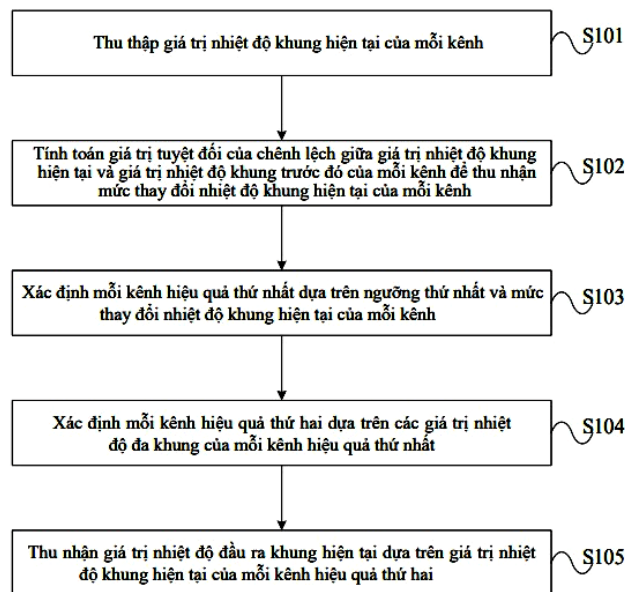 Thu thập giá trị nhiệt độ khung hiện tại của mỗi kênh
S101
Tính toán giá trị tuyệt đối của chênh lệch giữa giá trị nhiệt độ khung
hiện tại và giá trị nhiệt độ khung trước đó của mỗi kênh để thu nhận
mức thay đổi nhiệt độ khung hiện tại của mỗi kênh
S102
Xác định mỗi kênh hiệu quả thứ nhất dựa trên ngưỡng thứ nhất và mức
thay đổi nhiệt độ khung hiện tại của mỗi kênh
S103
Xác định mỗi kênh hiệu quả thứ hai dựa trên các giá trị nhiệt
độ đa khung của mỗi kênh hiệu quả thứ nhất
S104
Thu nhận giá trị nhiệt độ đầu ra khung hiện tại dựa trên giá trị nhiệt
độ khung hiện tại của mỗi kênh hiệu quả thứ hai
S105